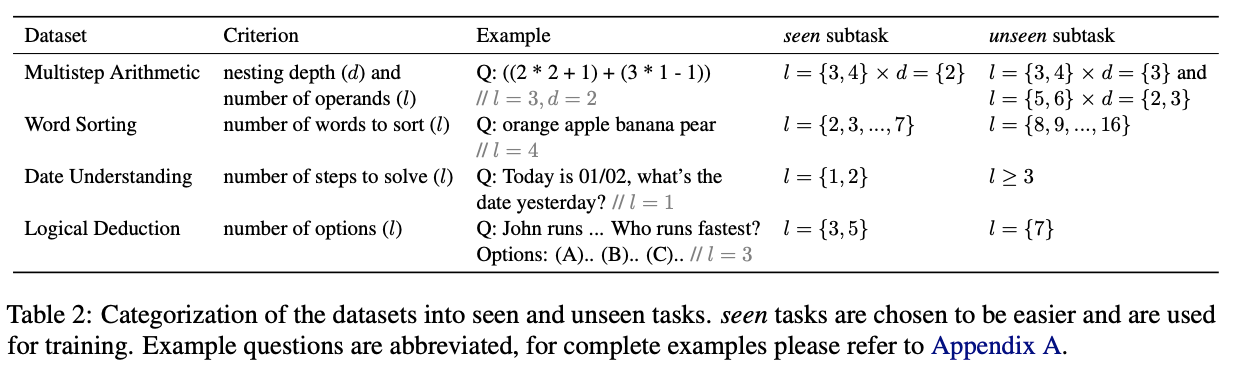 Dataset Criterion Example seen subtask unseen subtask
Multistep Arithmetic nesting depth (d) and Q: ((2 * 2 + 1) + (3 * 1 - 1)) l = {3, 4} × d = {2} l = {3, 4} × d = {3} and
number of operands (l) // l = 3, d = 2 l = {5, 6} × d = {2, 3}
Word Sorting number of words to sort (l) Q: orange apple banana pear l = {2, 3, ..., 7} l = {8, 9, ..., 16}
// l = 4
Date Understanding number of steps to solve (l) Q: Today is 01/02, what's the l = {1, 2} l ≥ 3
date yesterday? // l = 1
Logical Deduction number of options (l) Q: John runs ... Who runs fastest? l = {3, 5} l = {7}
Options: (A).. (B).. (C).. // l = 3
Table 2: Categorization of the datasets into seen and unseen tasks. seen tasks are chosen to be easier and are used
for training. Example questions are abbreviated, for complete examples please refer to Appendix A.